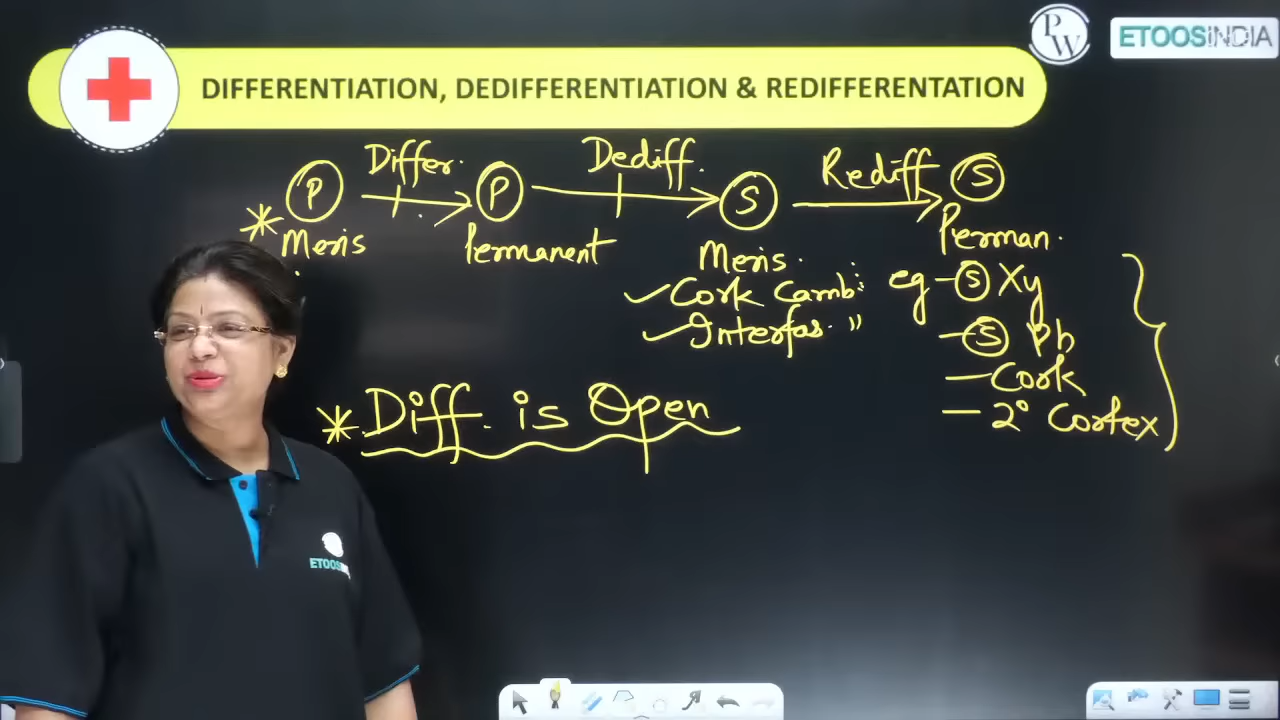 PW
ETOOSINDIA
DIFFERENTIATION, DEDIFFERENTIATION & REDIFFERENTATION
Differ. Dediff. Rediff
P P S S
* Meris Permanent Meris. Perman.
Cork Camb: eg - S Xy
Interfas. " - S Ph
- Cork
- 2° Cortex
* Diff. is Open
ETOOS